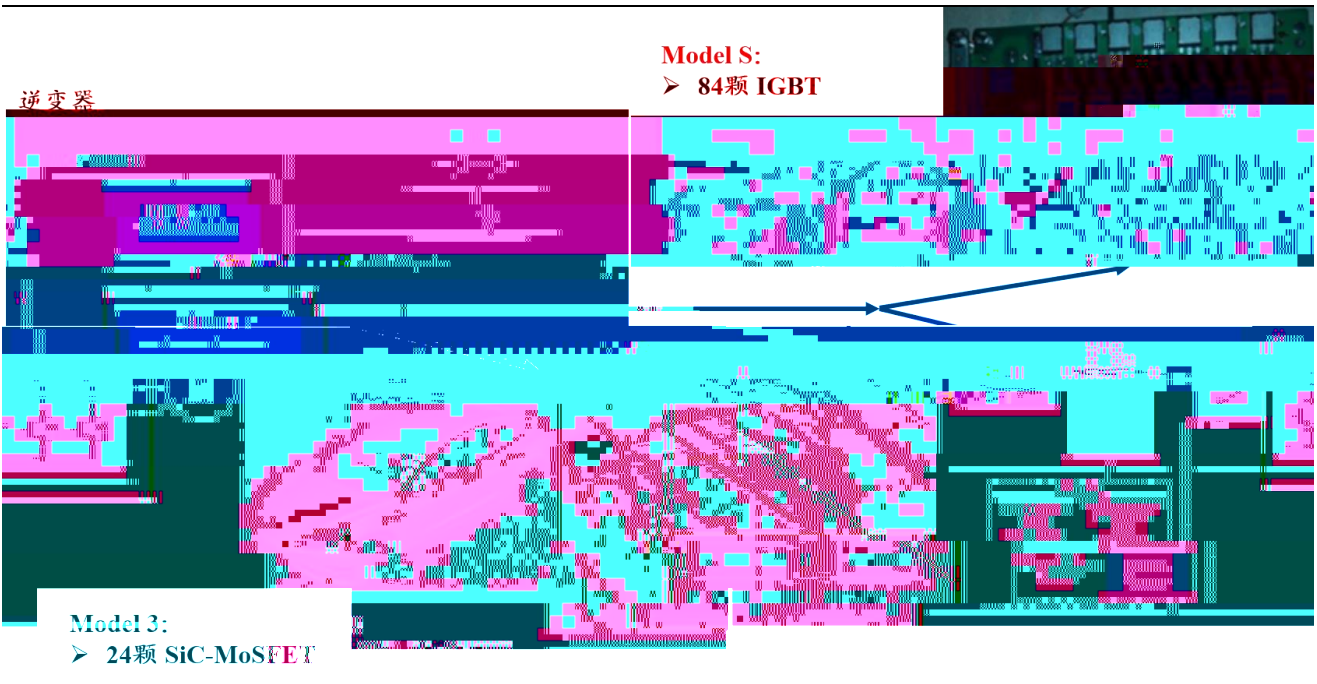 Model S:
➢ 84颗 IGBT
逆变器
Model 3:
➢ 24颗 SiC-MoSFET